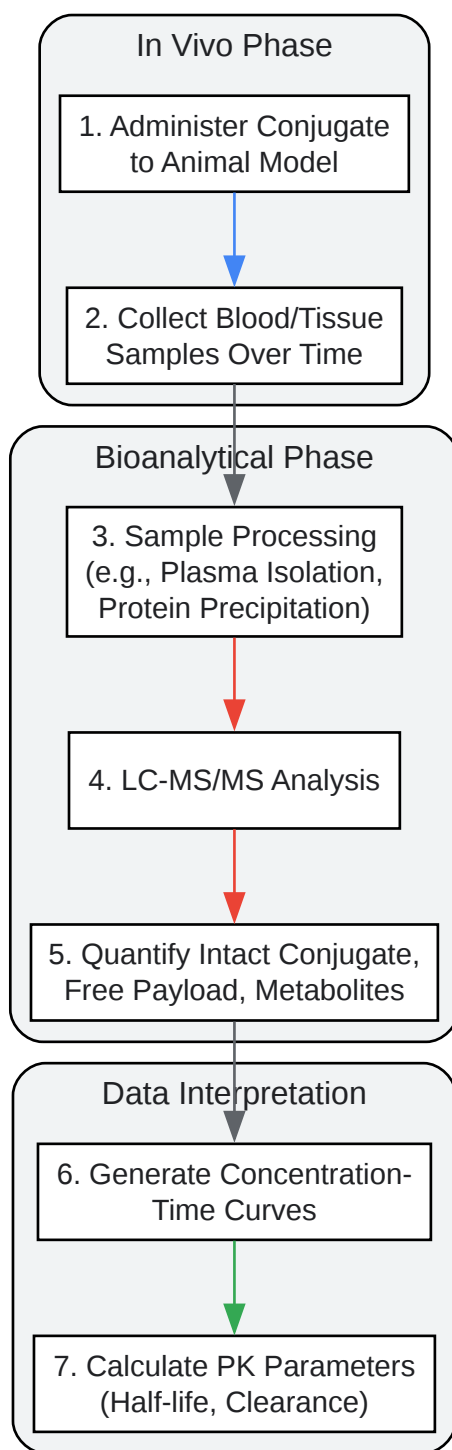 In Vivo Phase
1. Administer Conjugate
to Animal Model
2. Collect Blood/Tissue
Samples Over Time
Bioanalytical Phase
3. Sample Processing
(e.g., Plasma Isolation,
Protein Precipitation)
4. LC-MS/MS Analysis
5. Quantify Intact Conjugate,
Free Payload, Metabolites
Data Interpretation
6. Generate Concentration-
Time Curves
7. Calculate PK Parameters
(Half-life, Clearance)